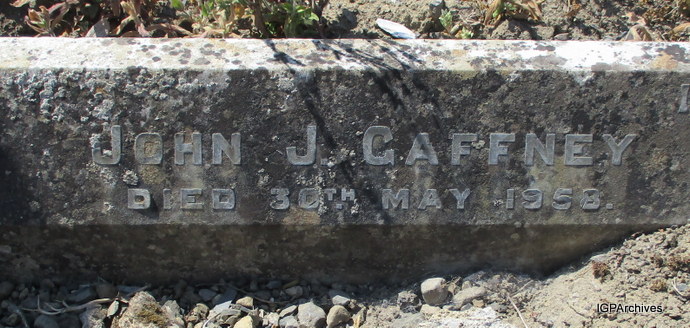 JOHN J. GAFFNEY
DIED 30TH MAY 1958.
IGPArchives